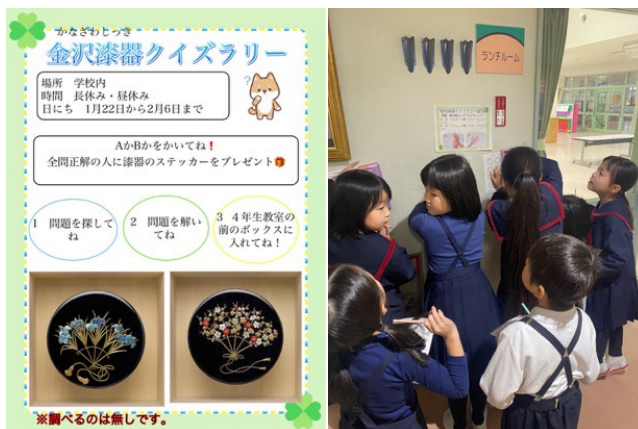 かなざわしっき
金沢漆器クイズラリー
場所　学校内
時間　長休み・昼休み
日にち　1月22日から2月6日まで
AかBかをかいてね❗
全問正解の人に漆器のステッカーをプレゼント🎁
1　問題を探して
ね
2　問題を解い
てね
3　4年生教室の
前のボックスに
入れてね！
※調べるのは無しです。
ランチルーム